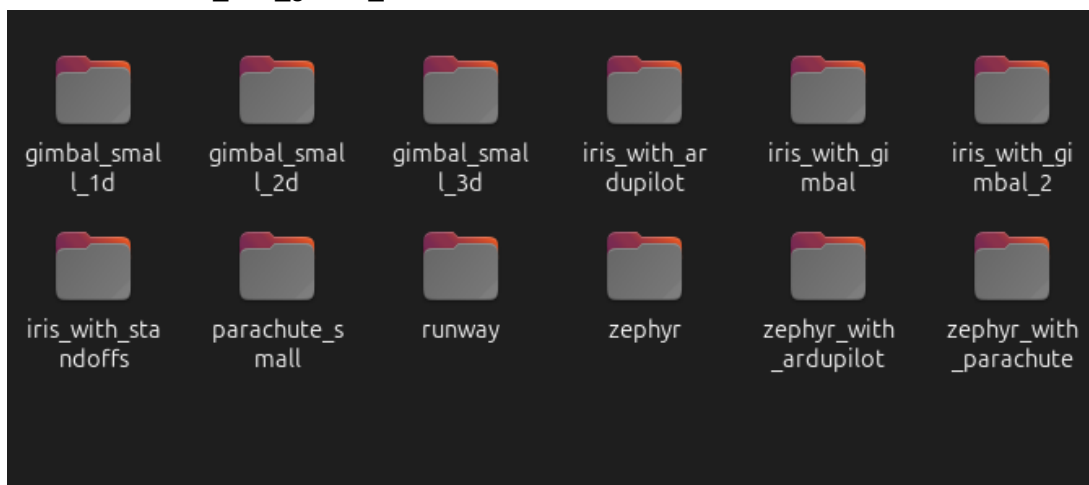 gimbal_smal
l_1d
gimbal_smal
l_2d
gimbal_smal
l_3d
iris_with_ar
dupilot
iris_with_gi
mbal
iris_with_gi
mbal_2
iris_with_sta
ndoffs
parachute_s
mall
runway
zephyr
zephyr_with
_ardupilot
zephyr_with
_parachute